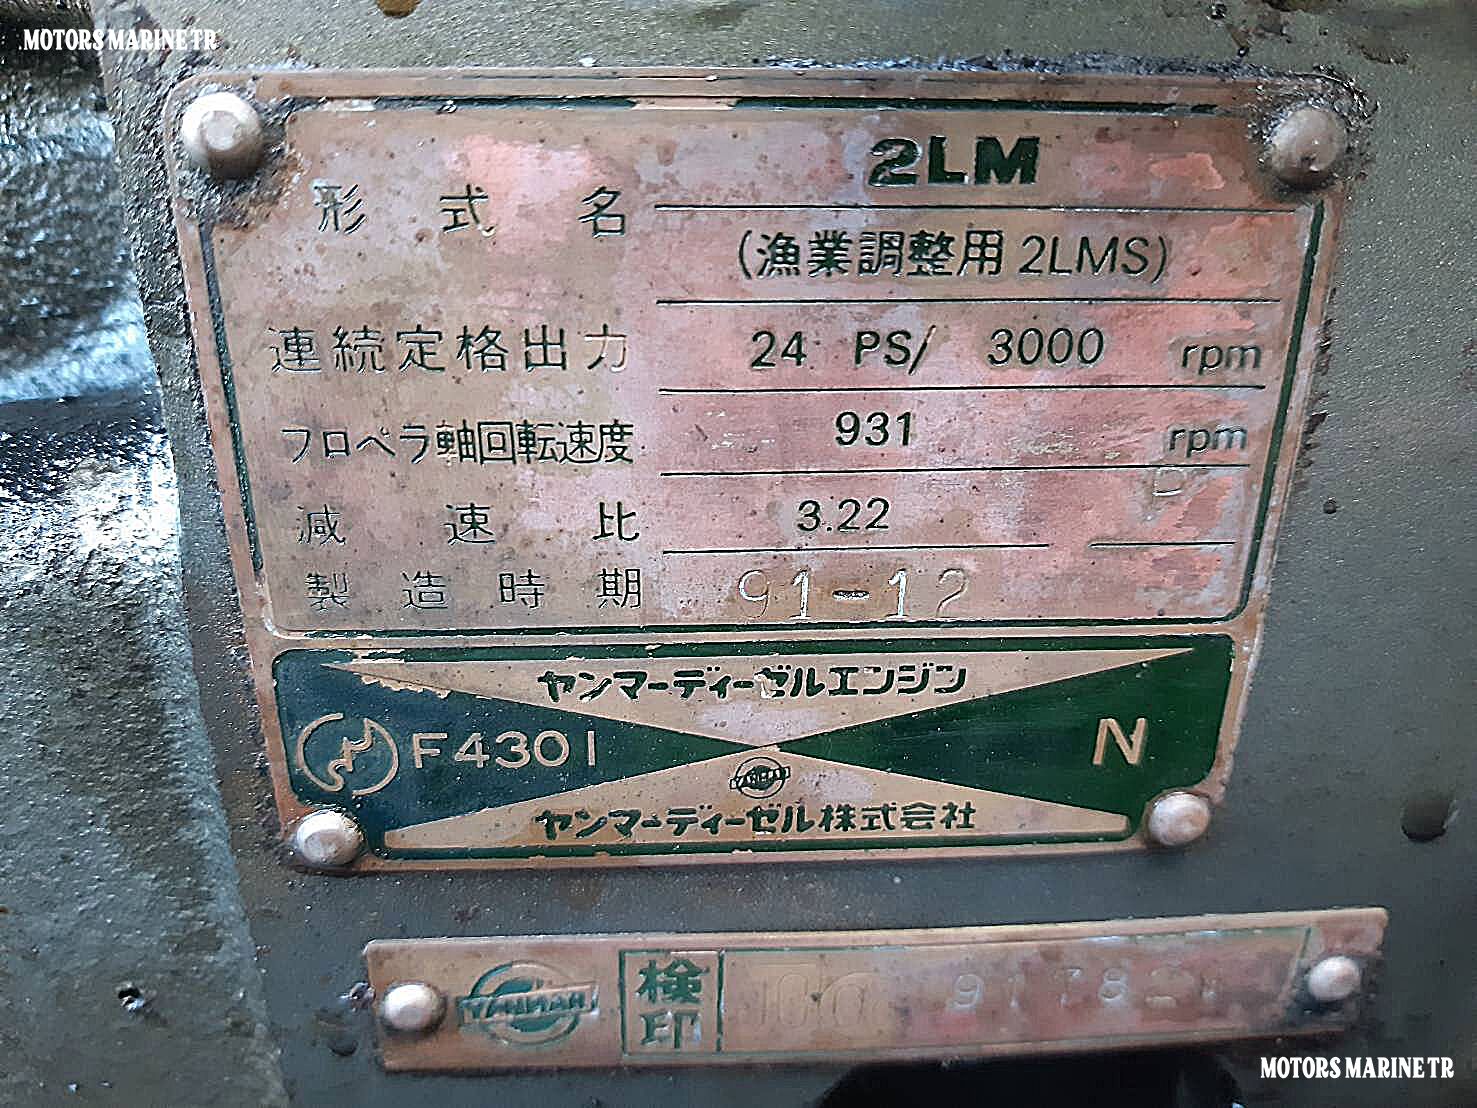 MOTORS MARINE TR
形式名 2LM
(漁業調整用 2LMS)
連続定格出力 24 PS/ 3000 rpm
プロペラ軸回転速度 931 rpm
減速比 3.22
製造時期 91-12
ヤンマーディーゼルエンジン
F4301 N
YANMAR
ヤンマーディーゼル株式会社
YANMAR 検印
MOTORS MARINE TR